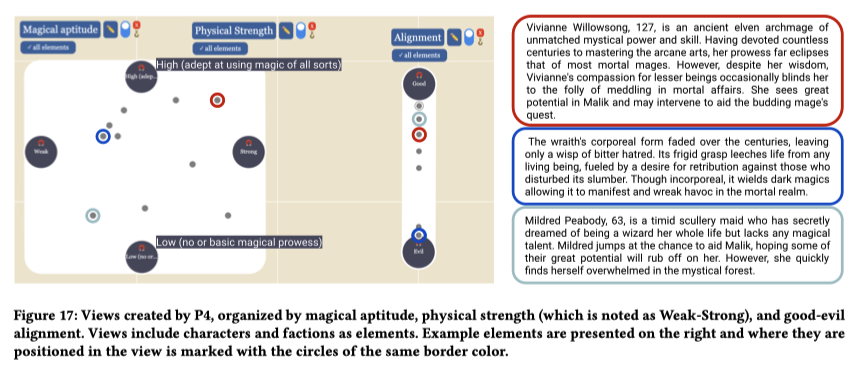 Magical aptitude
✓ all elements
Physical Strength
✓ all elements
Alignment
✓ all elements
High (adep...
High (adept at using magic of all sorts)
Weak
Strong
Low (no or...
Low (no or basic magical prowess)
Good
Evil
Vivianne Willowsong, 127, is an ancient elven archmage of
unmatched mystical power and skill. Having devoted countless
centuries to mastering the arcane arts, her prowess far eclipses
that of most mortal mages. However, despite her wisdom,
Vivianne's compassion for lesser beings occasionally blinds her
to the folly of meddling in mortal affairs. She sees great
potential in Malik and may intervene to aid the budding mage's
quest.
The wraith's corporeal form faded over the centuries, leaving
only a wisp of bitter hatred. Its frigid grasp leeches life from any
living being, fueled by a desire for retribution against those who
disturbed its slumber. Though incorporeal, it wields dark magics
allowing it to manifest and wreak havoc in the mortal realm.
Mildred Peabody, 63, is a timid scullery maid who has secretly
dreamed of being a wizard her whole life but lacks any magical
talent. Mildred jumps at the chance to aid Malik, hoping some of
their great potential will rub off on her. However, she quickly
finds herself overwhelmed in the mystical forest.
Figure 17: Views created by P4, organized by magical aptitude, physical strength (which is noted as Weak-Strong), and good-evil
alignment. Views include characters and factions as elements. Example elements are presented on the right and where they are
positioned in the view is marked with the circles of the same border color.